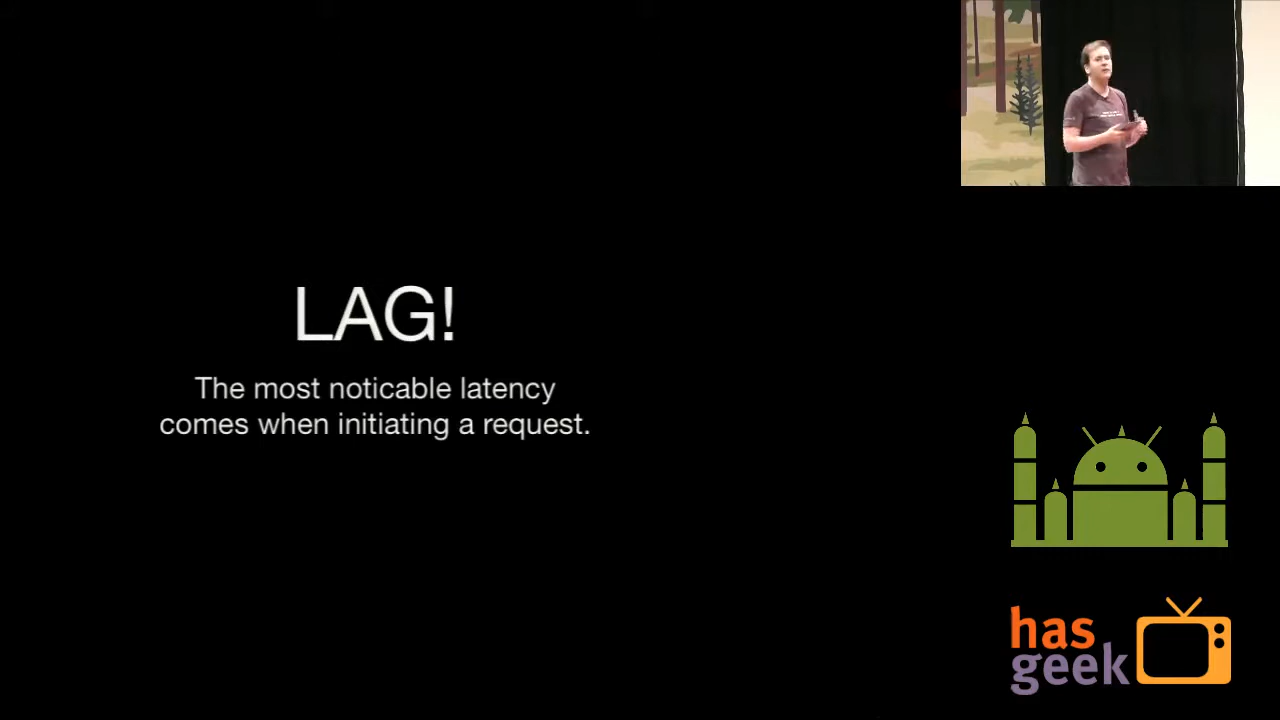 LAG!
The most noticable latency
comes when initiating a request.
has
geek